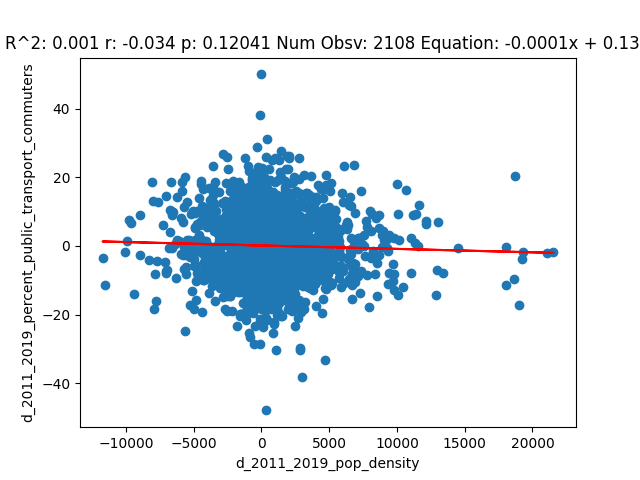 R^2: 0.001 r: -0.034 p: 0.12041 Num Obsv: 2108 Equation: -0.0001x + 0.13
d_2011_2019_percent_public_transport_commuters
40
20
0
−20
−40
−10000 −5000 0 5000 10000 15000 20000
d_2011_2019_pop_density